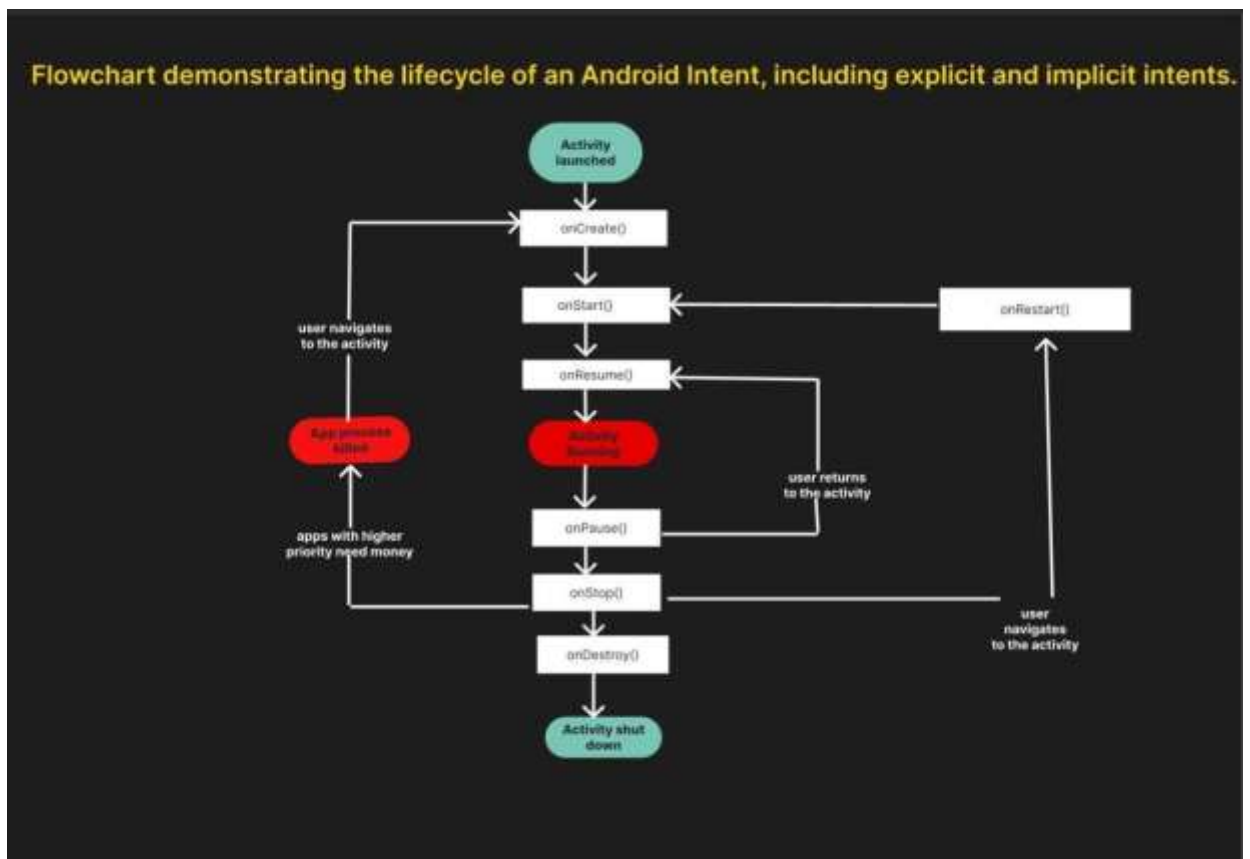 Flowchart demonstrating the lifecycle of an Android Intent, including explicit and implicit intents.
Activity
launched
onCreate()
onStart()
onRestart()
user navigates
to the activity
onResume()
App process
killed
Activity
Running
user returns
to the activity
onPause()
apps with higher
priority need money
onStop()
user
navigates
to the activity
onDestroy()
Activity shut
down